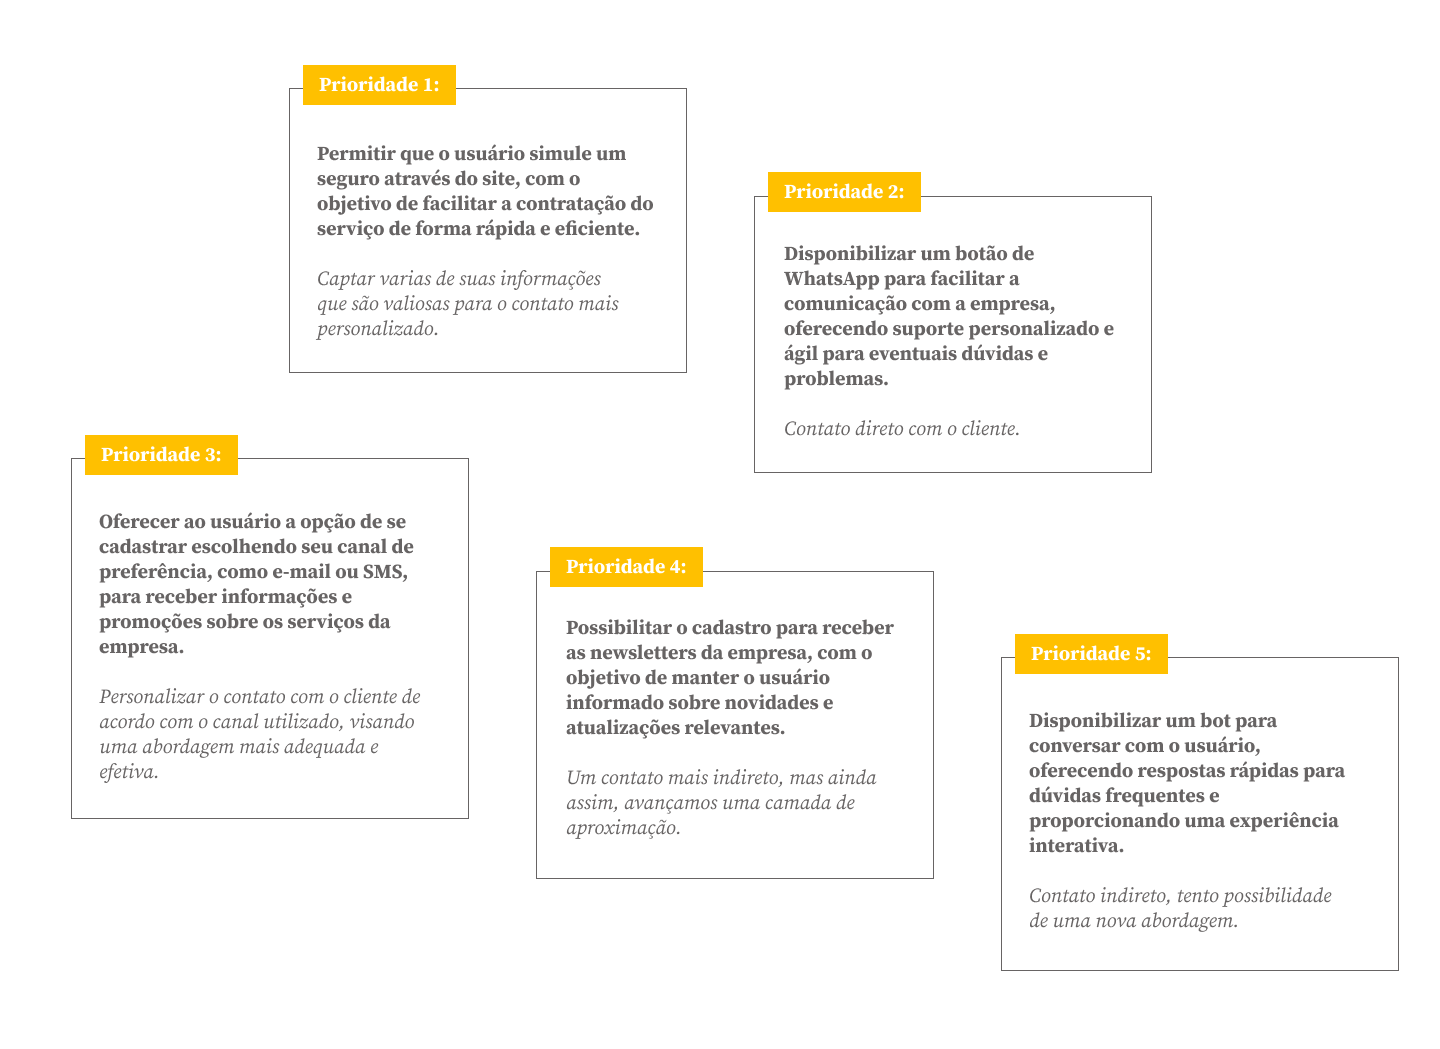 Prioridade 1:
Permitir que o usuário simule um
seguro através do site, com o
objetivo de facilitar a contratação do
serviço de forma rápida e eficiente.
Captar varias de suas informações
que são valiosas para o contato mais
personalizado.
Prioridade 2:
Disponibilizar um botão de
WhatsApp para facilitar a
comunicação com a empresa,
oferecendo suporte personalizado e
ágil para eventuais dúvidas e
problemas.
Contato direto com o cliente.
Prioridade 3:
Oferecer ao usuário a opção de se
cadastrar escolhendo seu canal de
preferência, como e-mail ou SMS,
para receber informações e
promoções sobre os serviços da
empresa.
Personalizar o contato com o cliente de
acordo com o canal utilizado, visando
uma abordagem mais adequada e
efetiva.
Prioridade 4:
Possibilitar o cadastro para receber
as newsletters da empresa, com o
objetivo de manter o usuário
informado sobre novidades e
atualizações relevantes.
Um contato mais indireto, mas ainda
assim, avançamos uma camada de
aproximação.
Prioridade 5:
Disponibilizar um bot para
conversar com o usuário,
oferecendo respostas rápidas para
dúvidas frequentes e
proporcionando uma experiência
interativa.
Contato indireto, tento possibilidade
de uma nova abordagem.